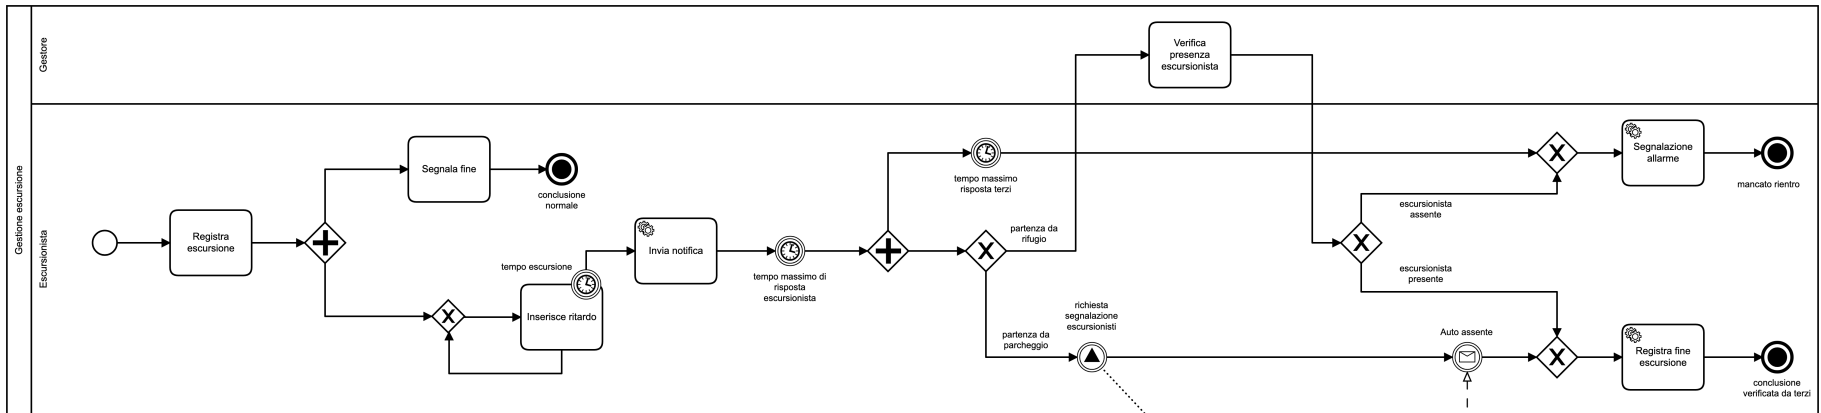 Gestione escursione
Gestore
Escursionista
Verifica
presenza
escursionista
Registra
escursione
Segnala fine
conclusione
normale
tempo escursione
Inserisce ritardo
Invia notifica
tempo massimo di
risposta
escursionista
tempo massimo
risposta terzi
partenza da
rifugio
partenza da
parcheggio
richiesta
segnalazione
escursionisti
escursionista
assente
escursionista
presente
Auto assente
Segnalazione
allarme
mancato rientro
Registra fine
escursione
conclusione
verificata da terzi